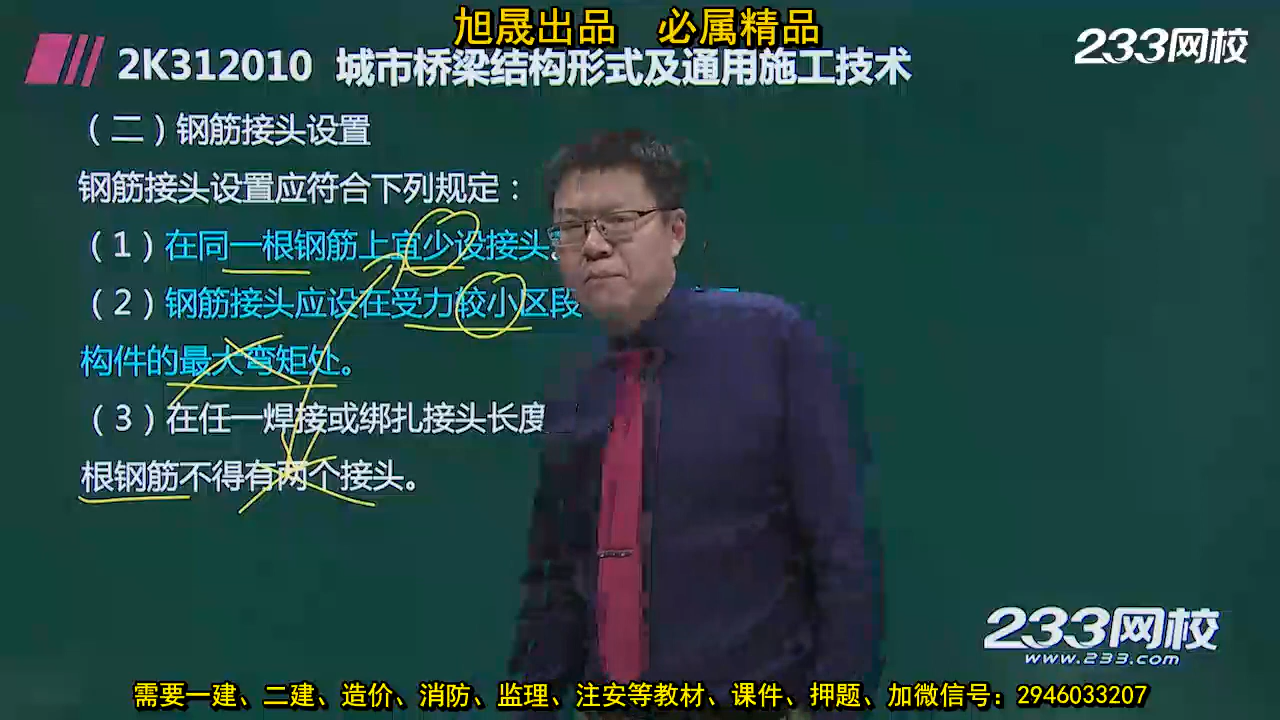 旭晟出品 必属精品
2K312010 城市桥梁结构形式及通用施工技术
233网校
（二）钢筋接头设置
钢筋接头设置应符合下列规定：
（1）在同一根钢筋上宜少设接头。
（2）钢筋接头应设在受力较小区段
构件的最大弯矩处。
（3）在任一焊接或绑扎接头长度
根钢筋不得有两个接头。
233网校
www.233.com
需要一建、二建、造价、消防、监理、注安等教材、课件、押题、加微信号：2946033207